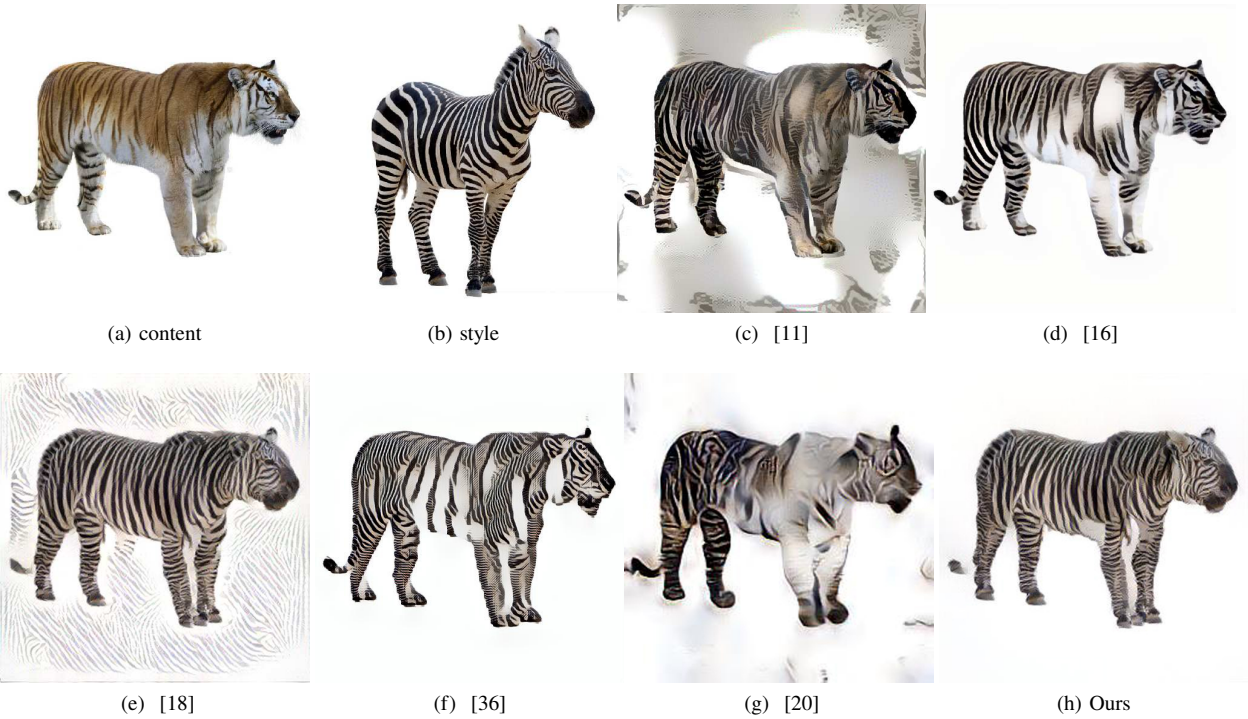 (a) content
(b) style
(c) [11]
(d) [16]
(e) [18]
(f) [36]
(g) [20]
(h) Ours